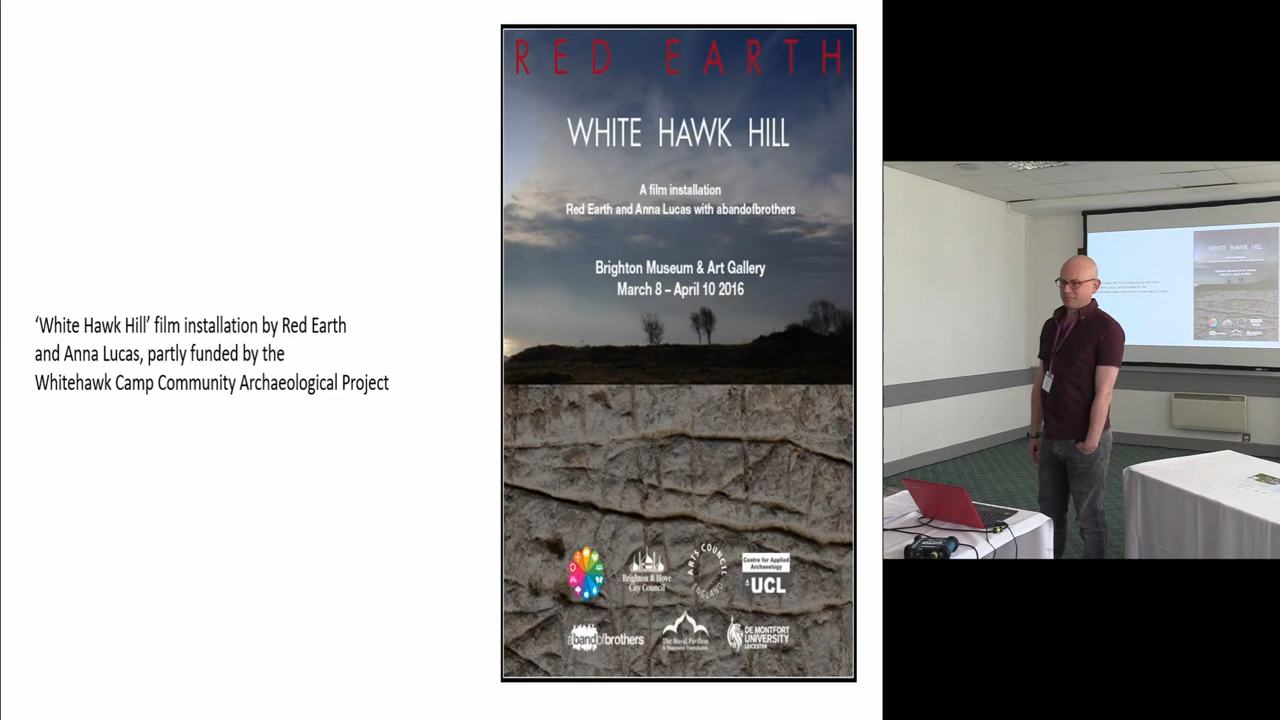 ‘White Hawk Hill’ film installation by Red Earth
and Anna Lucas, partly funded by the
Whitehawk Camp Community Archaeological Project
RED EARTH
WHITE HAWK HILL
A film installation
Red Earth and Anna Lucas with abandofbrothers
Brighton Museum & Art Gallery
March 8 – April 10 2016
Brighton & Hove
City Council
ARTS COUNCIL
ENGLAND
Centre for Applied
Archaeology
UCL
abandofbrothers
The Royal Pavilion
& Museums Foundation
DE MONTFORT
UNIVERSITY
LEICESTER
WHITE HAWK HILL